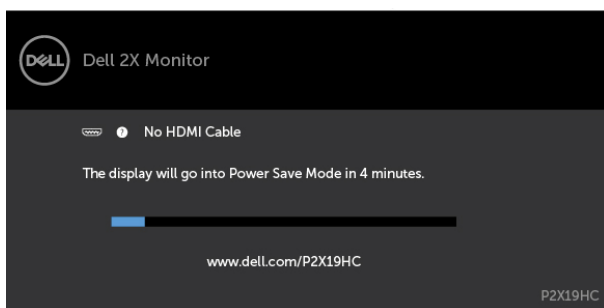 DELL
Dell 2X Monitor
? No HDMI Cable
The display will go into Power Save Mode in 4 minutes.
www.dell.com/P2X19HC
P2X19HC